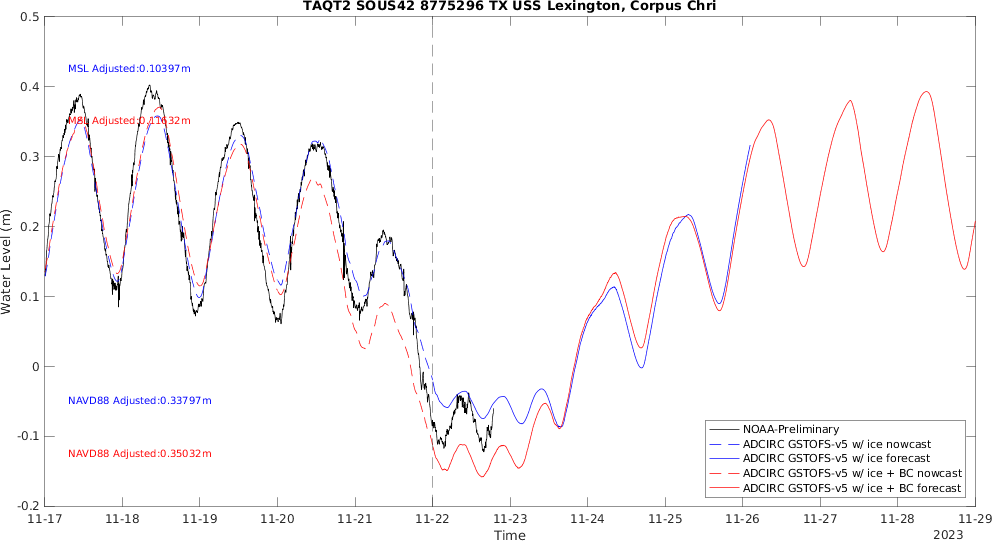 TAQT2 SOUS42 8775296 TX USS Lexington, Corpus Chri
0.5
0.4
0.3
0.2
0.1
0
-0.1
-0.2
Water Level (m)
MSL Adjusted:0.10397m
MSL Adjusted:0.11632m
NAVD88 Adjusted:0.33797m
NAVD88 Adjusted:0.35032m
NOAA-Preliminary
ADCIRC GSTOFS-v5 w/ ice nowcast
ADCIRC GSTOFS-v5 w/ ice forecast
ADCIRC GSTOFS-v5 w/ ice + BC nowcast
ADCIRC GSTOFS-v5 w/ ice + BC forecast
11-17 11-18 11-19 11-20 11-21 11-22 11-23 11-24 11-25 11-26 11-27 11-28 11-29
Time
2023